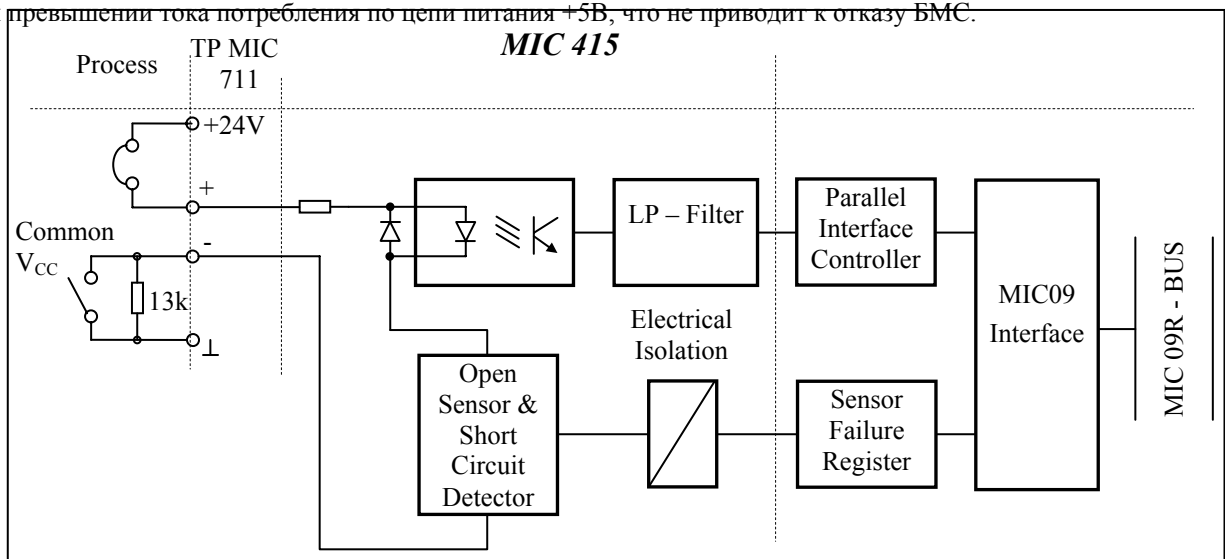 превышении тока потребления по цепи питания +5В, что не приводит к отказу БМС.
MIC 415
Process
TP MIC
711
+24V
+
-
Common
VCC
13k
⊥
LP – Filter
Parallel
Interface
Controller
MIC09
Interface
MIC 09R - BUS
Electrical
Isolation
Open
Sensor &
Short
Circuit
Detector
Sensor
Failure
Register